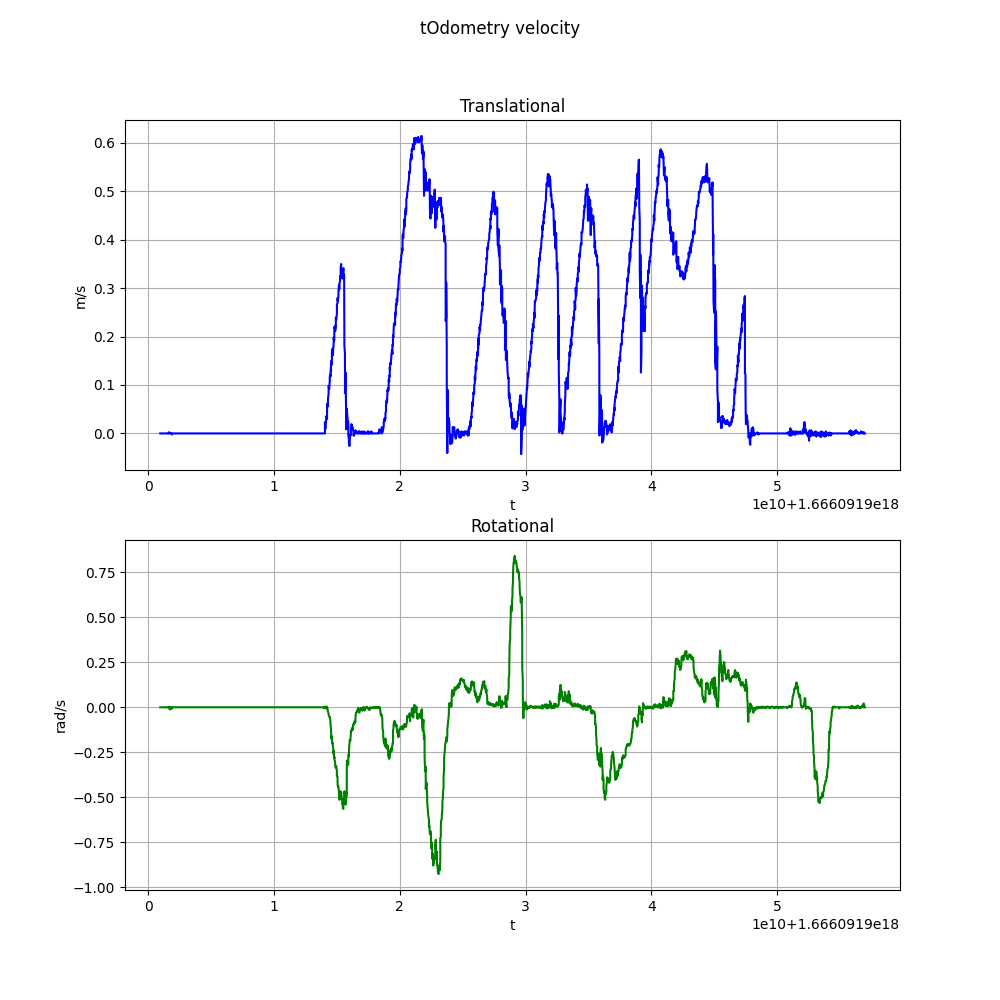 tOdometry velocity
Translational
0.6
0.5
0.4
0.3
0.2
0.1
0.0
m/s
0 1 2 3 4 5
t
1e10+1.6660919e18
Rotational
0.75
0.50
0.25
0.00
−0.25
−0.50
−0.75
−1.00
rad/s
0 1 2 3 4 5
t
1e10+1.6660919e18